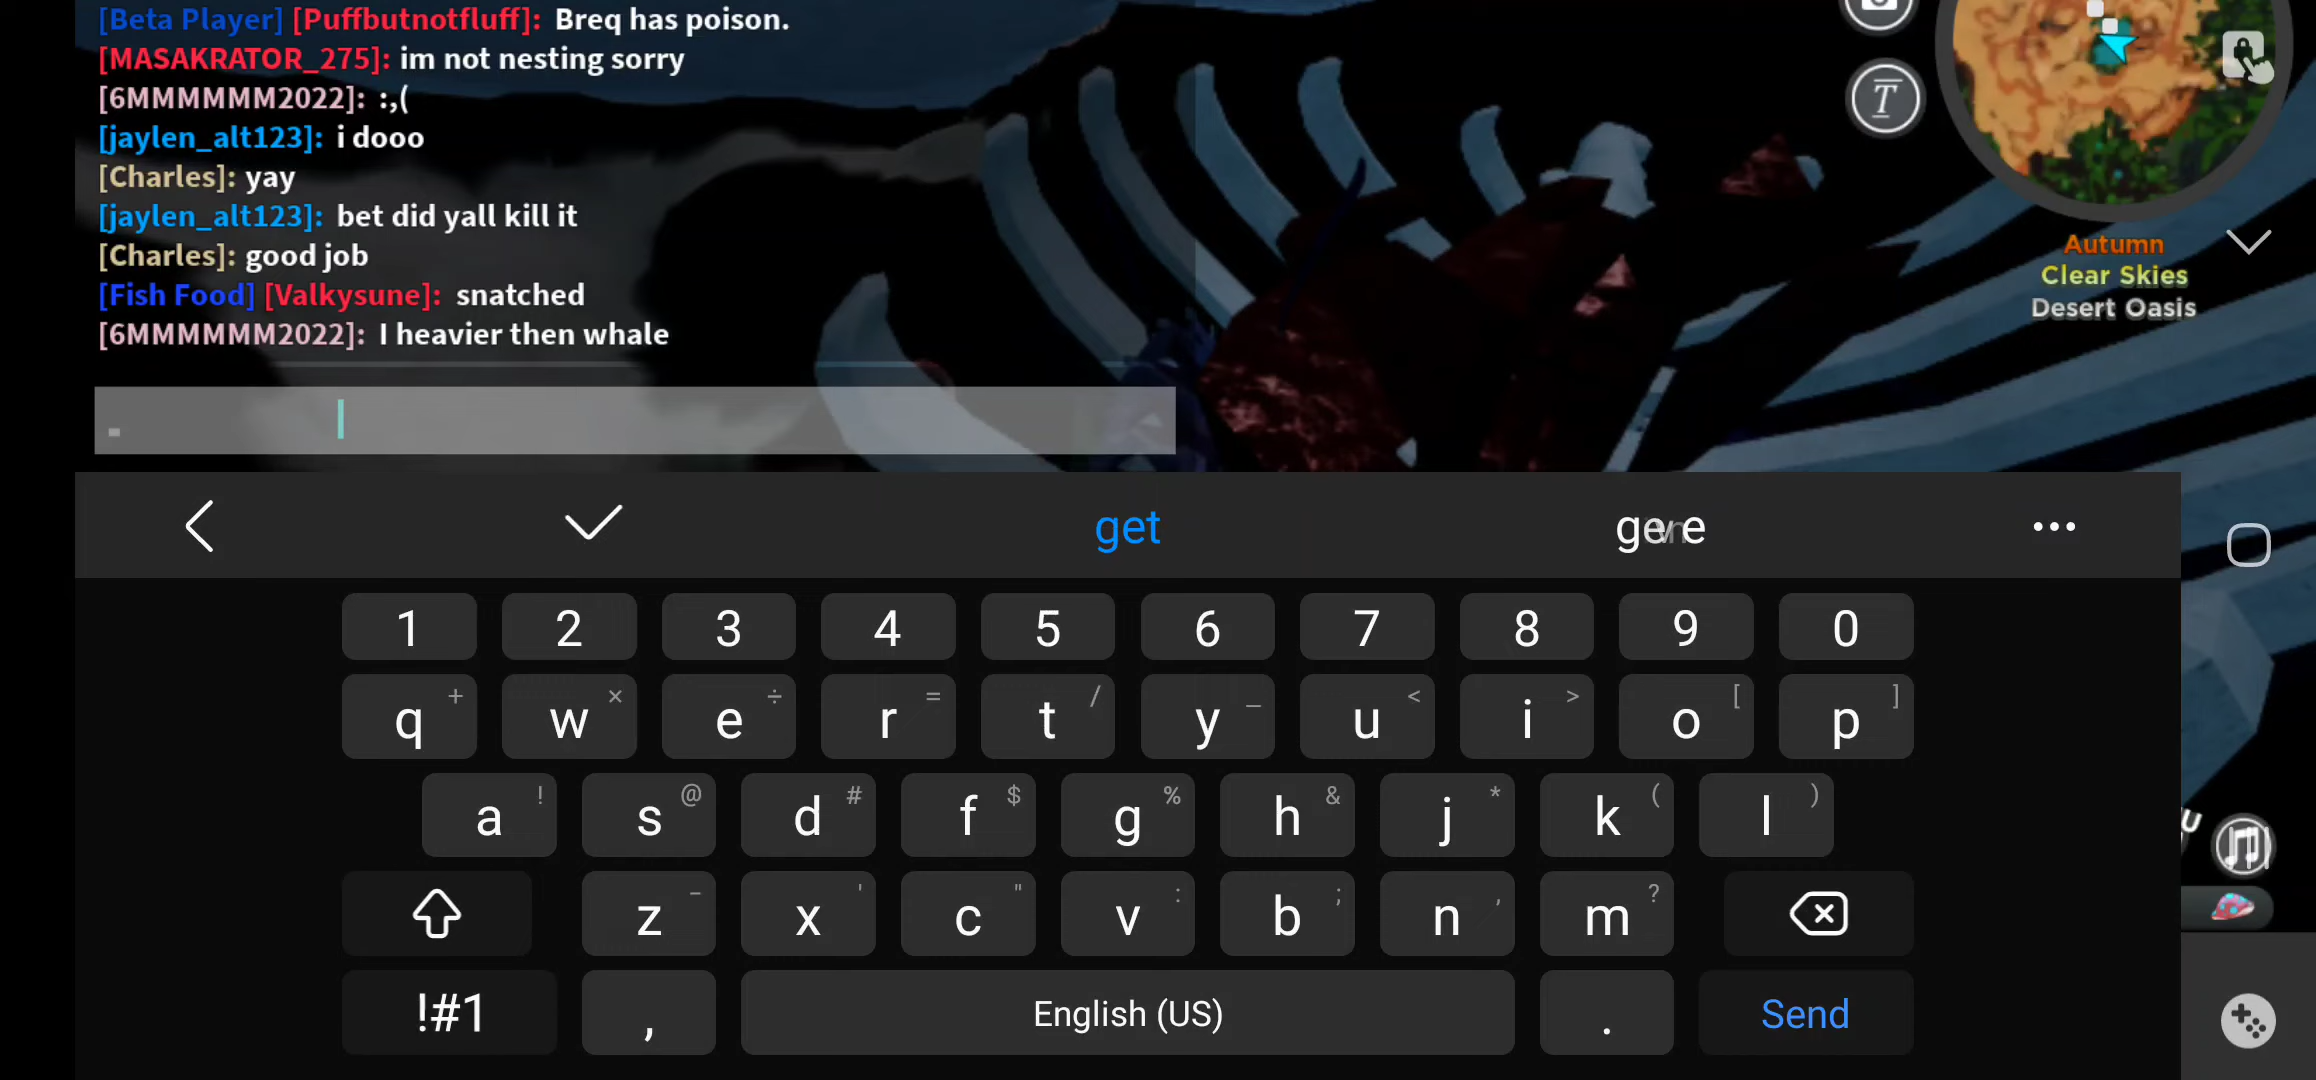 [Beta Player] [Puffbutnotfluff]: Breq has poison.
[MASAKRATOR_275]: im not nesting sorry
[6MMMMMM2022]: :,(
[jaylen_alt123]: i dooo
[Charles]: yay
[jaylen_alt123]: bet did yall kill it
[Charles]: good job
[Fish Food] [Valkysune]: snatched
[6MMMMMM2022]: I heavier then whale
T
Autumn
Clear Skies
Desert Oasis
get
1 2 3 4 5 6 7 8 9 0
q + w × e ÷ r = t / y _ u < i > o [ p ]
a ! s @ d # f $ g % h & j * k ( l )
z - x ' c " v : b ; n , m ?
!#1 , English (US) . Send